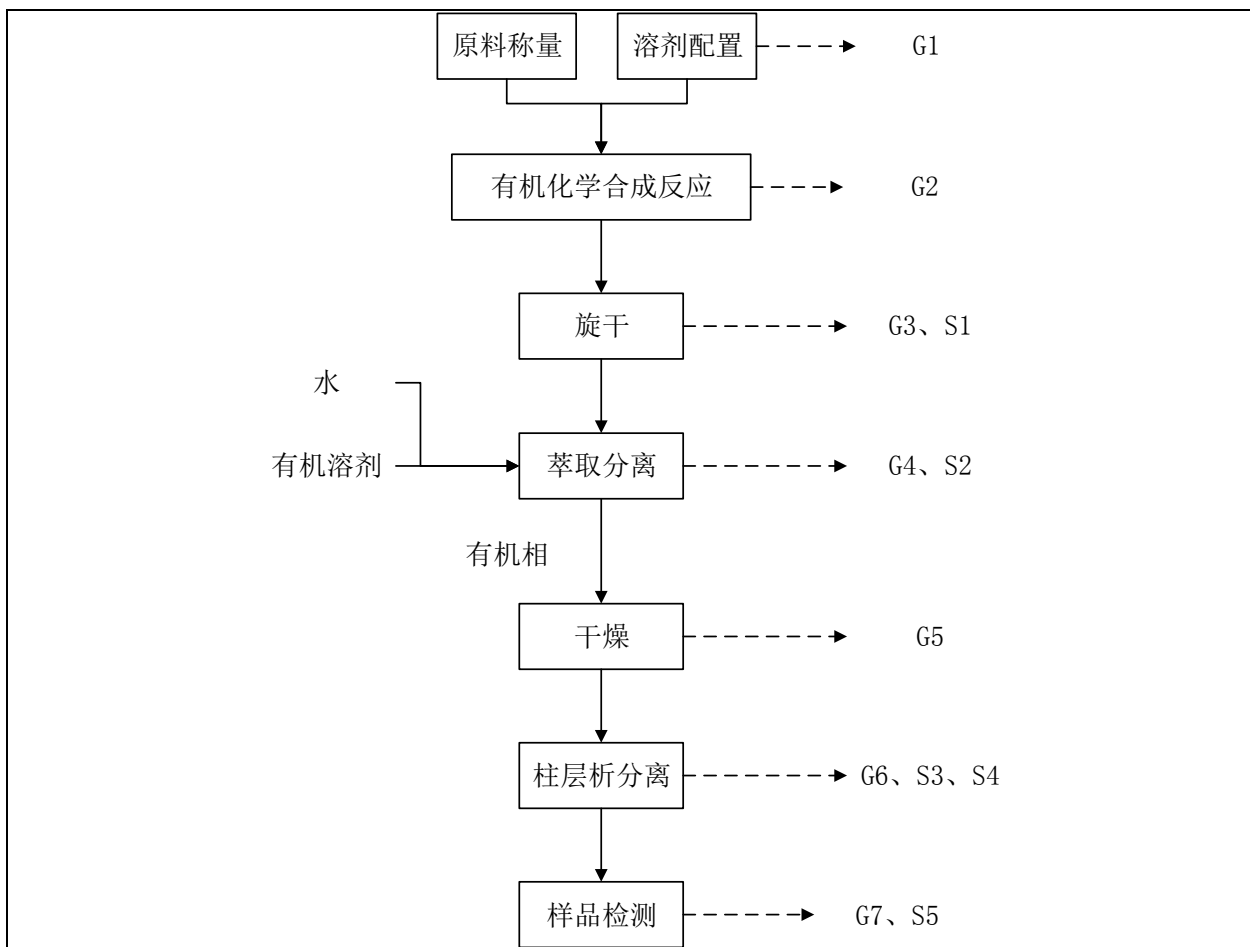 原料称量
溶剂配置
G1
有机化学合成反应
G2
旋干
G3、S1
水
有机溶剂
萃取分离
G4、S2
有机相
干燥
G5
柱层析分离
G6、S3、S4
样品检测
G7、S5